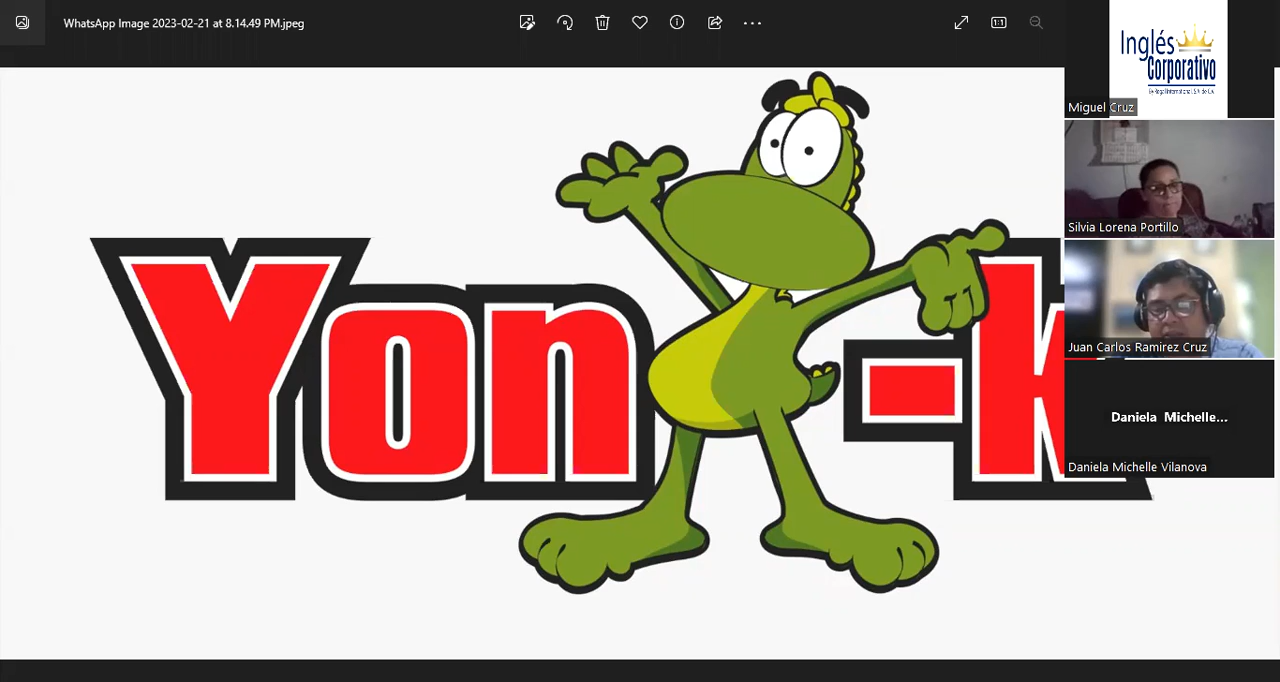 WhatsApp Image 2023-02-21 at 8.14.49 PM.jpeg
1:1
Inglés
Corporativo
Miguel Cruz
Silvia Lorena Portillo
Juan Carlos Ramirez Cruz
Daniela Michelle...
Daniela Michelle Vilanova
Yon -k